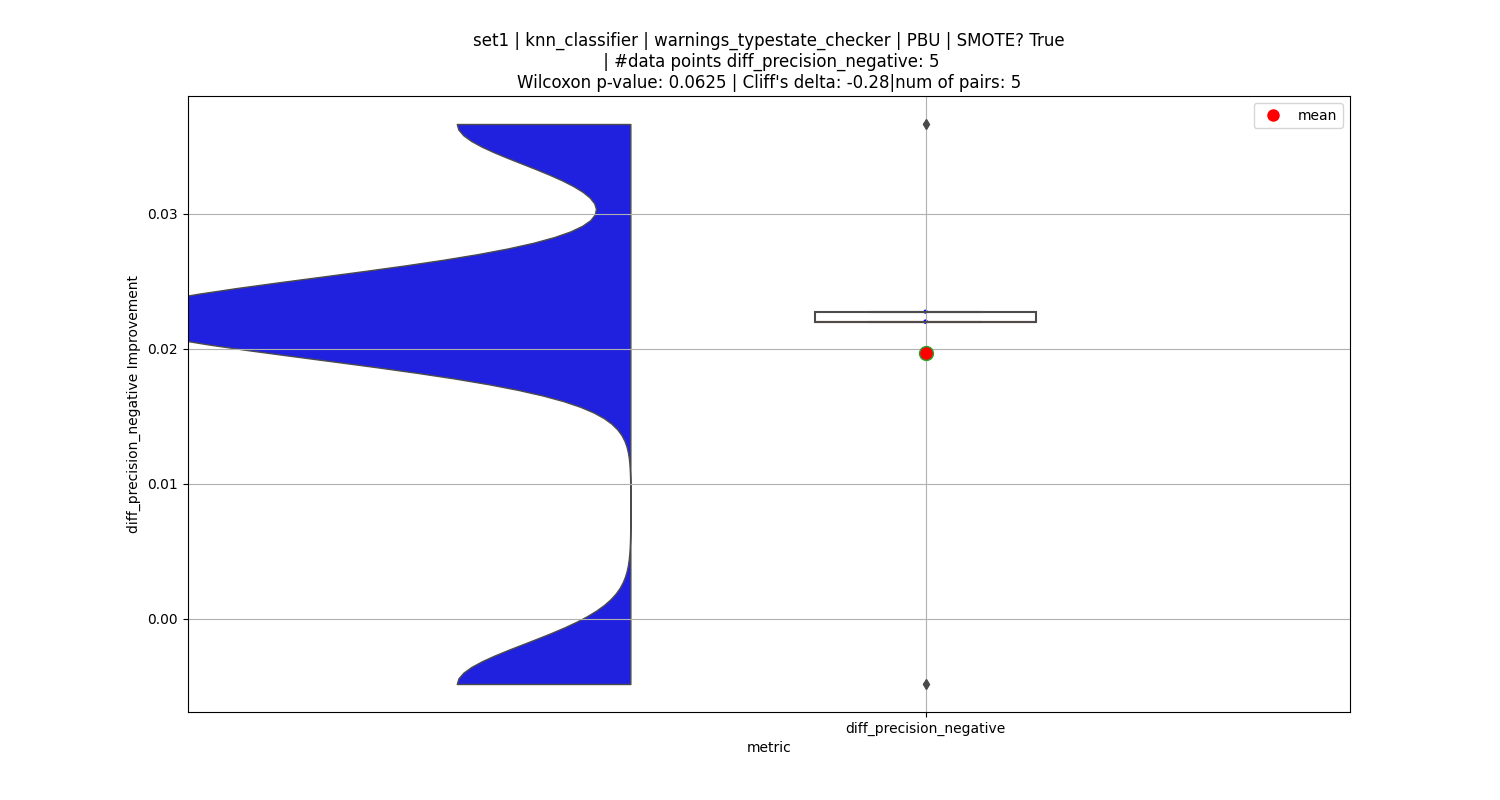 set1 | knn_classifier | warnings_typestate_checker | PBU | SMOTE? True
| #data points diff_precision_negative: 5
Wilcoxon p-value: 0.0625 | Cliff's delta: -0.28|num of pairs: 5
mean
0.03
0.02
0.01
0.00
diff_precision_negative Improvement
diff_precision_negative
metric